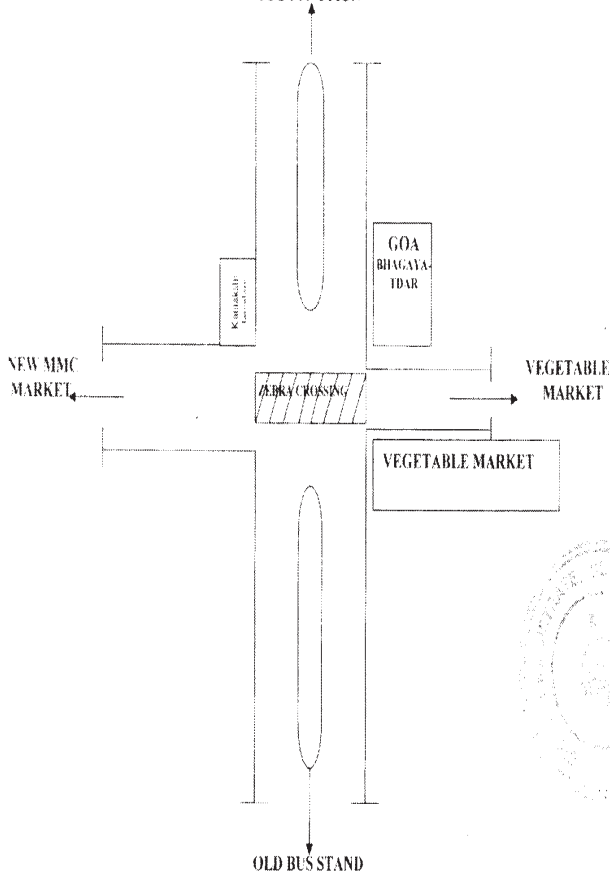 GOA
BHAGAYA-
TDAR
NEW MMC
MARKET
ZEBRA CROSSING
VEGETABLE
MARKET
VEGETABLE MARKET
OLD BUS STAND